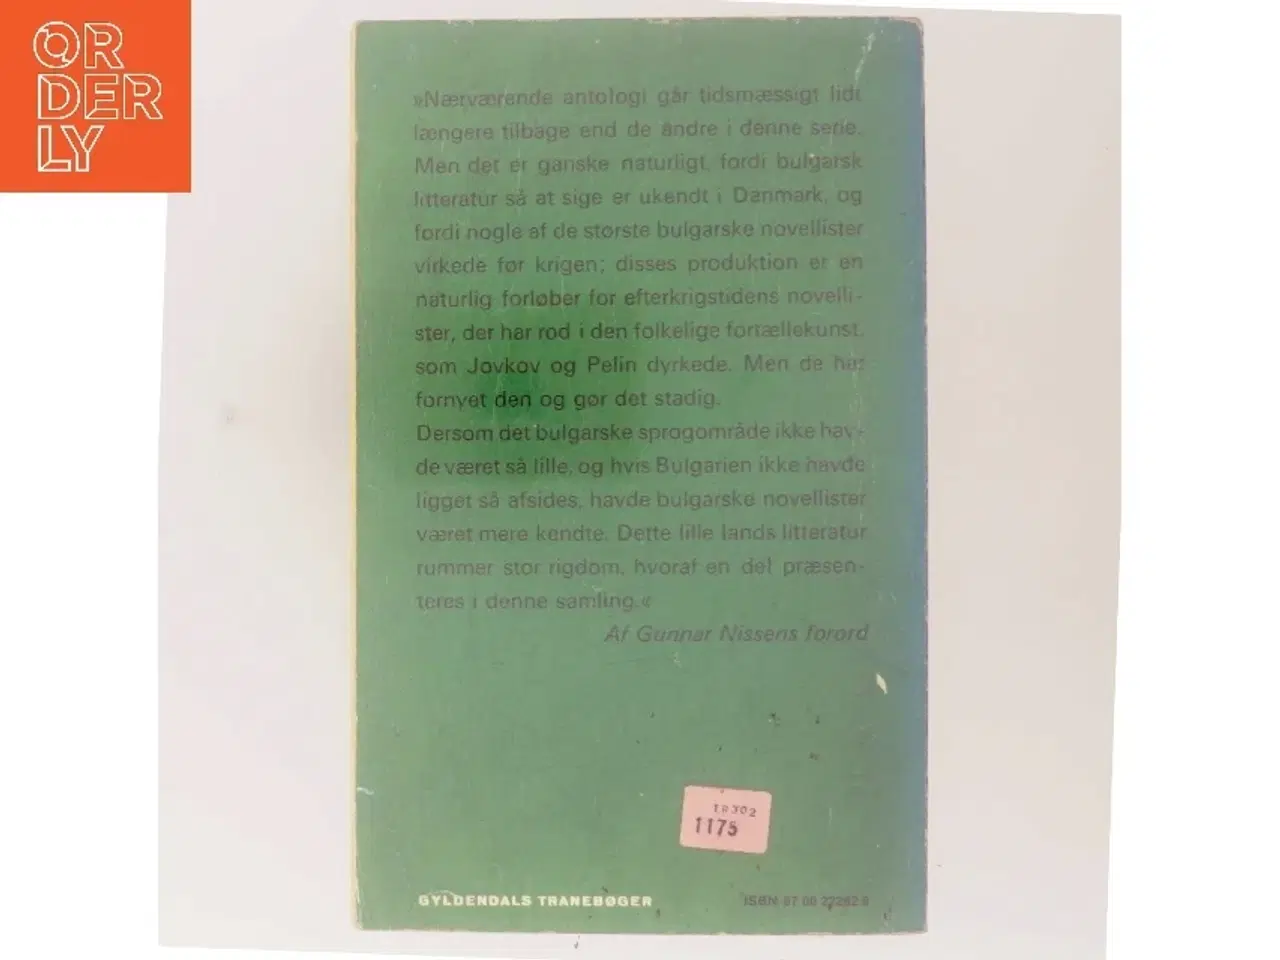 ORDERLY
»Nærværende antologi går tidsmæssigt lidt
længere tilbage end de andre i denne serie.
Men det er ganske naturligt, fordi bulgarsk
litteratur så at sige er ukendt i Danmark, og
fordi nogle af de største bulgarske novellister
virkede før krigen; disses produktion er en
naturlig forløber for efterkrigstidens novelli-
ster, der har rod i den folkelige fortællekunst,
som Jovkov og Pelin dyrkede. Men de har
fornyet den og gør det stadig.
Dersom det bulgarske sprogområde ikke hav-
de været så lille, og hvis Bulgarien ikke havde
ligget så afsides, havde bulgarske novellister
været mere kendte. Dette lille lands litteratur
rummer stor rigdom, hvoraf en del præsen-
teres i denne samling.«
Af Gunnar Nissens forord
TR302
1175
GYLDENDALS TRANEBØGER
ISBN 87 00